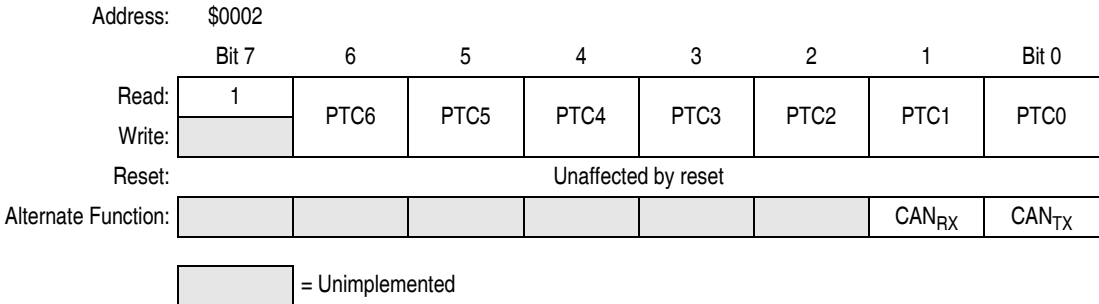 Address: $0002
Bit 7 6 5 4 3 2 1 Bit 0
Read: 1 PTC6 PTC5 PTC4 PTC3 PTC2 PTC1 PTC0
Write:
Reset: Unaffected by reset
Alternate Function: CANRX CANTX
= Unimplemented